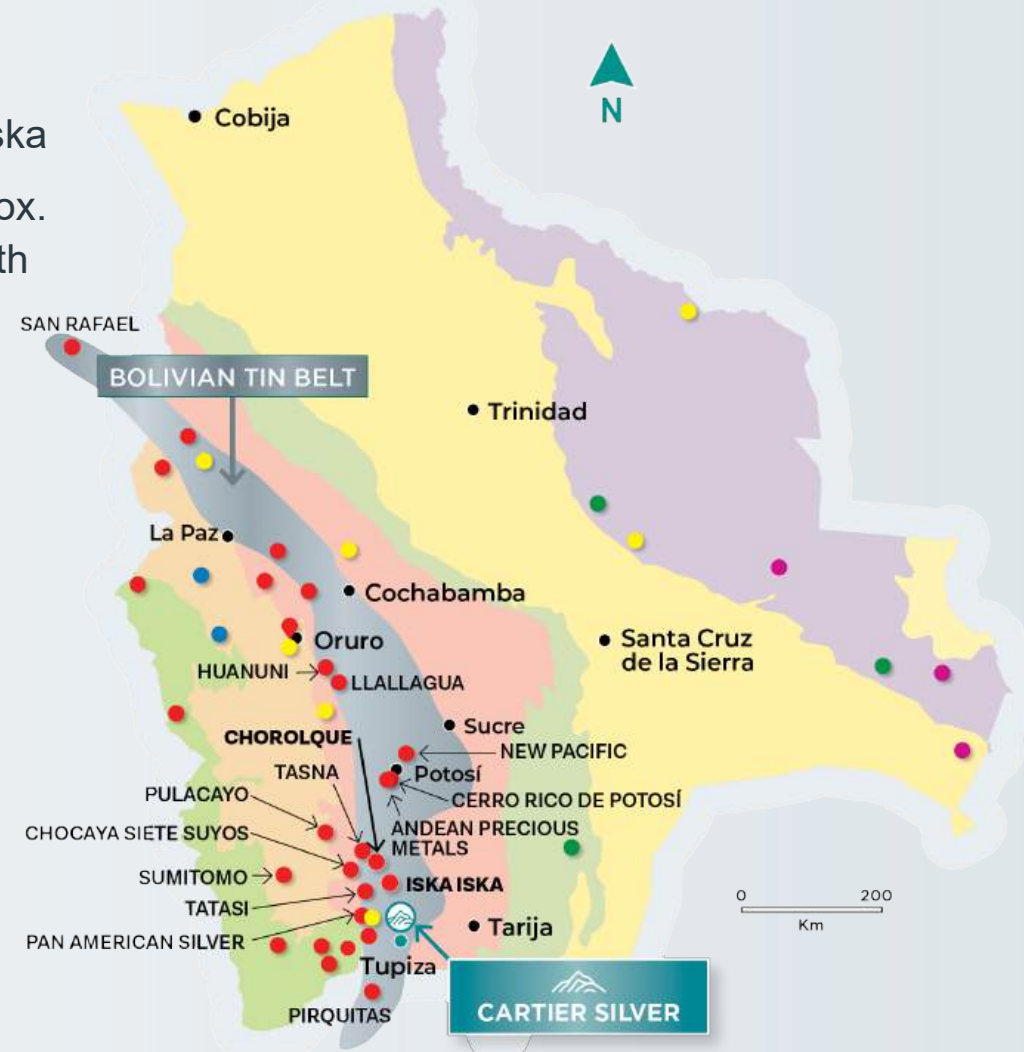 Cobija
N
ska
ox.
th
SAN RAFAEL
BOLIVIAN TIN BELT
Trinidad
La Paz
Cochabamba
Oruro
Santa Cruz
de la Sierra
HUANUNI
LLALLAGUA
Sucre
CHOROLQUE
NEW PACIFIC
TASNA
Potosí
PULACAYO
CERRO RICO DE POTOSÍ
CHOCAYA SIETE SUYOS
ANDEAN PRECIOUS
METALS
SUMITOMO
ISKA ISKA
TATASI
0 200
Km
PAN AMERICAN SILVER
Tarija
Tupiza
CARTIER SILVER
PIRQUITAS